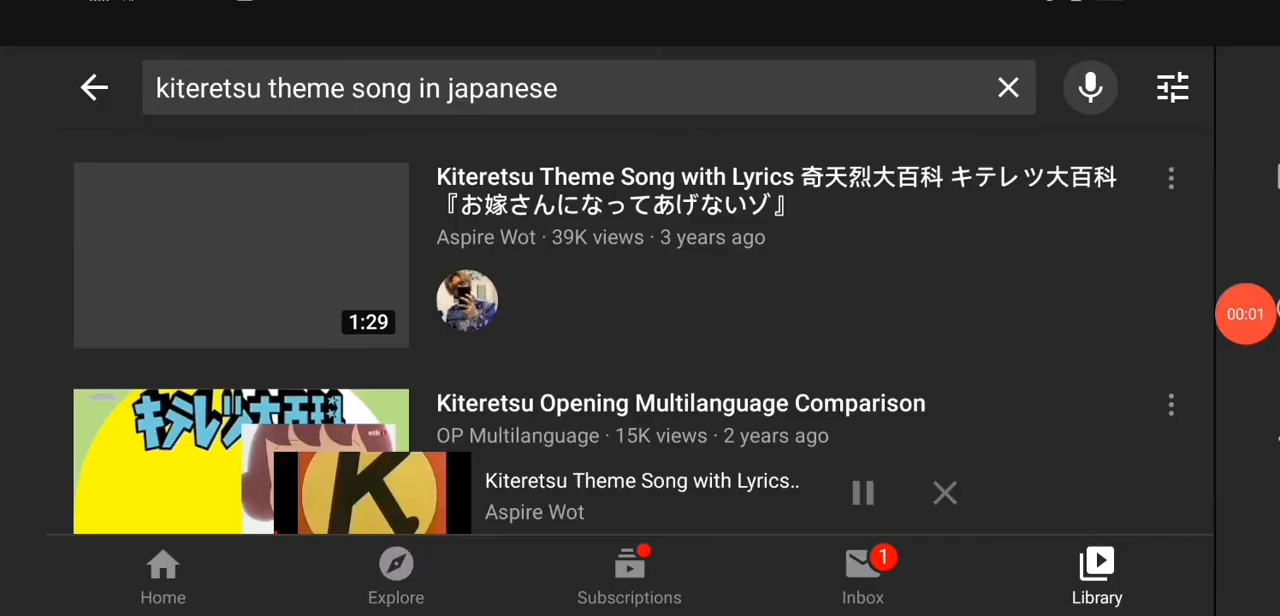 kiteretsu theme song in japanese
Kiteretsu Theme Song with Lyrics 奇天烈大百科 キテレツ大百科
『お嫁さんになってあげないゾ』
Aspire Wot · 39K views · 3 years ago
1:29
00:01
キテレツ大百科
Kiteretsu Opening Multilanguage Comparison
OP Multilanguage · 15K views · 2 years ago
etb
K
Kiteretsu Theme Song with Lyrics..
Aspire Wot
1
Home
Explore
Subscriptions
Inbox
Library